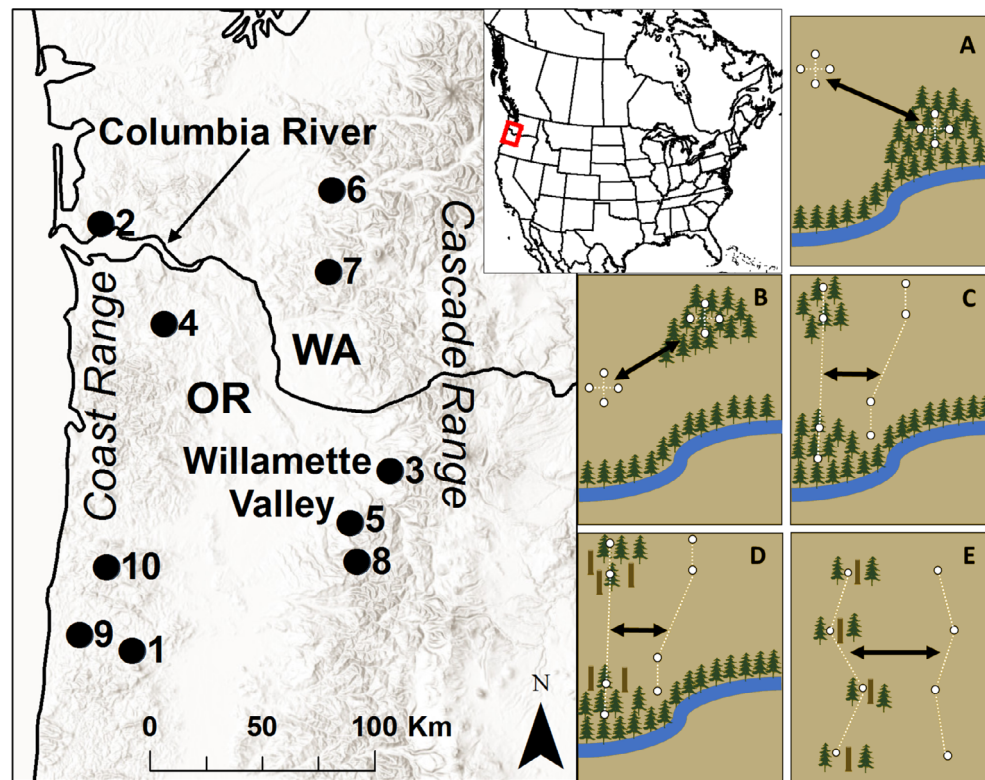 Columbia River
6
2
7
4
WA
OR
Coast Range
Cascade Range
Willamette
Valley
3
5
8
10
9
1
N
0 50 100 Km
A
B
C
D
E